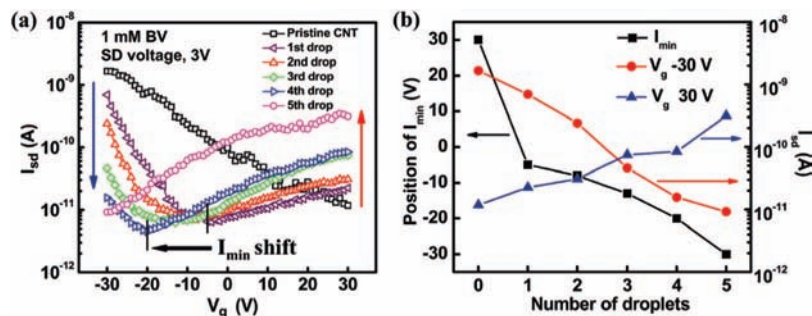 (a)
1 mM BV
SD voltage, 3V
Pristine CNT
1st drop
2nd drop
3rd drop
4th drop
5th drop
I_min shift
10⁻⁸
10⁻⁹
10⁻¹⁰
10⁻¹¹
10⁻¹²
I_sd (A)
-30 -20 -10 0 10 20 30
V_g (V)
(b)
I_min
V_g -30 V
V_g 30 V
30
20
10
0
-10
-20
-30
Position of I_min (V)
10⁻⁸
10⁻⁹
10⁻¹⁰
10⁻¹¹
10⁻¹²
I_sd (A)
0 1 2 3 4 5
Number of droplets